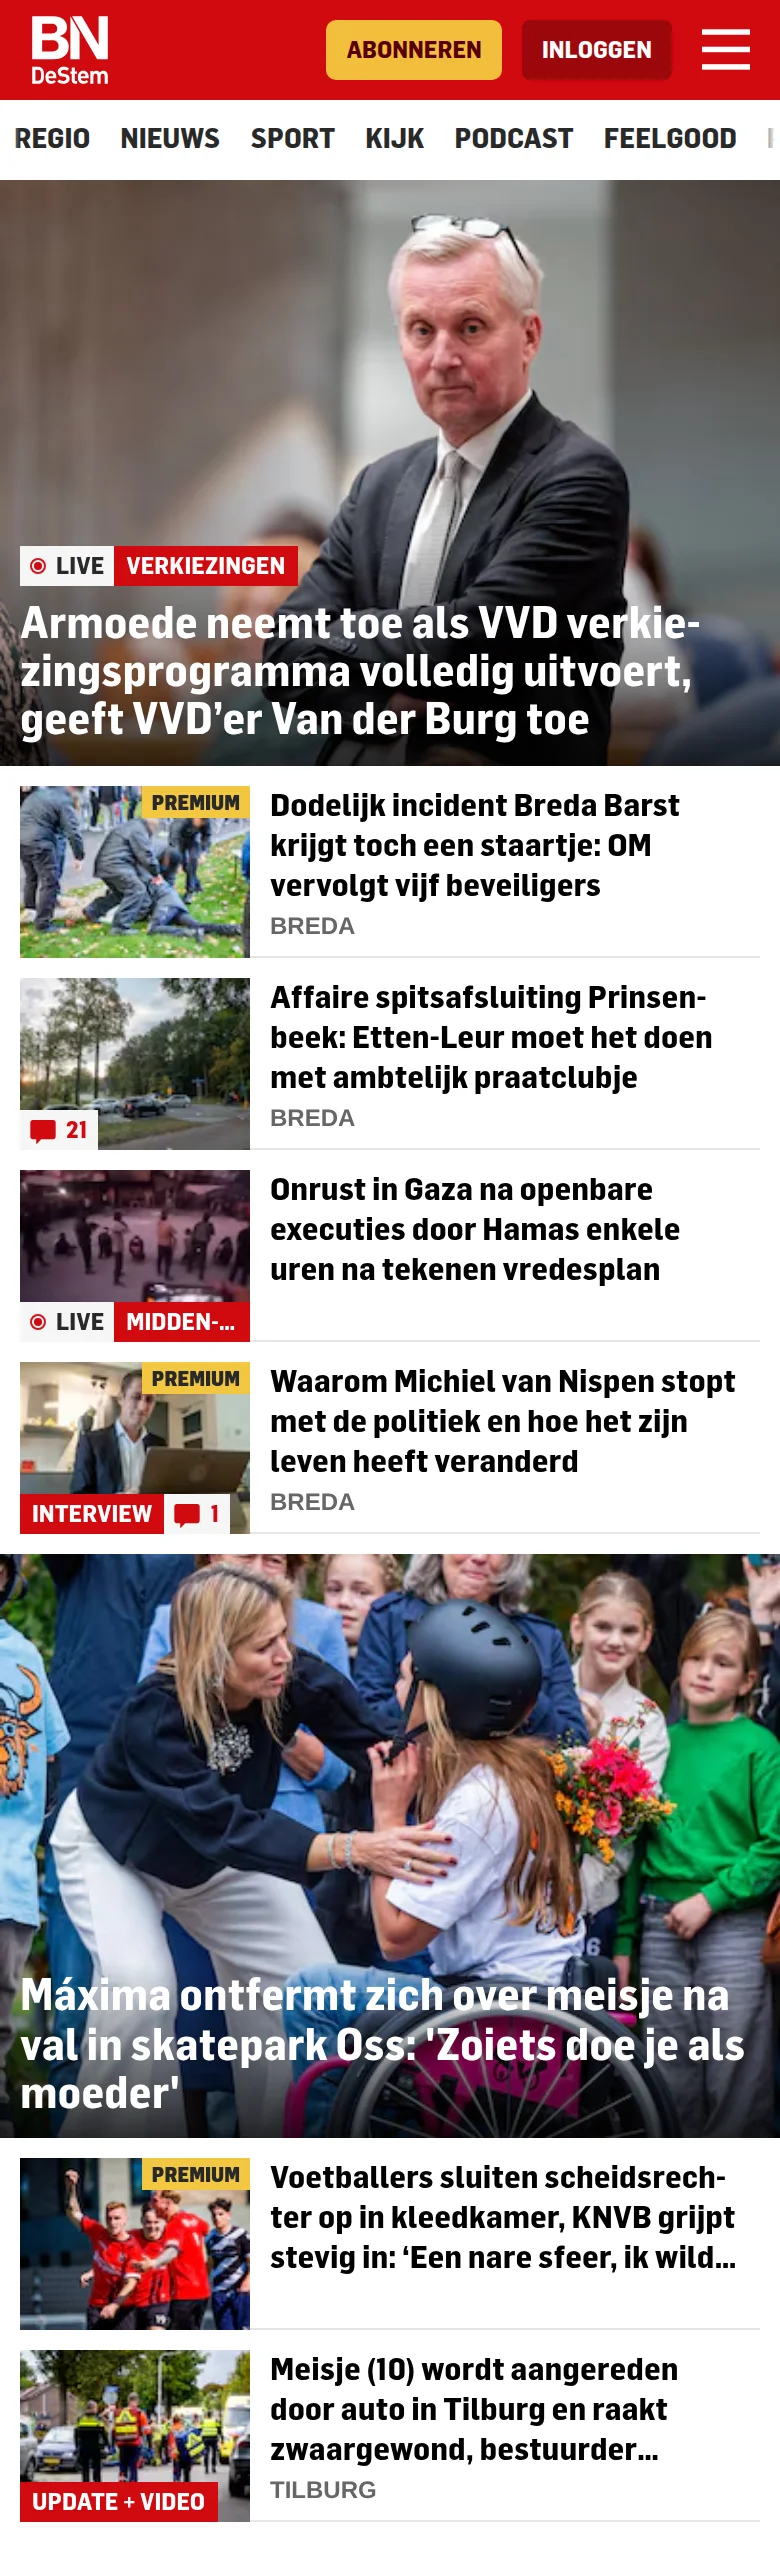 BN
DeStem
ABONNEREN
INLOGGEN
REGIO NIEUWS SPORT KIJK PODCAST FEELGOOD
LIVE VERKIEZINGEN
Armoede neemt toe als VVD verkie-
zingsprogramma volledig uitvoert,
geeft VVD’er Van der Burg toe
PREMIUM
Dodelijk incident Breda Barst
krijgt toch een staartje: OM
vervolgt vijf beveiligers
BREDA
Affaire spitsafsluiting Prinsen-
beek: Etten-Leur moet het doen
met ambtelijk praatclubje
BREDA
21
Onrust in Gaza na openbare
executies door Hamas enkele
uren na tekenen vredesplan
LIVE MIDDEN-...
PREMIUM
Waarom Michiel van Nispen stopt
met de politiek en hoe het zijn
leven heeft veranderd
BREDA
INTERVIEW 1
Máxima ontfermt zich over meisje na
val in skatepark Oss: 'Zoiets doe je als
moeder'
PREMIUM
Voetballers sluiten scheidsrech-
ter op in kleedkamer, KNVB grijpt
stevig in: ‘Een nare sfeer, ik wild...
Meisje (10) wordt aangereden
door auto in Tilburg en raakt
zwaargewond, bestuurder...
TILBURG
UPDATE + VIDEO